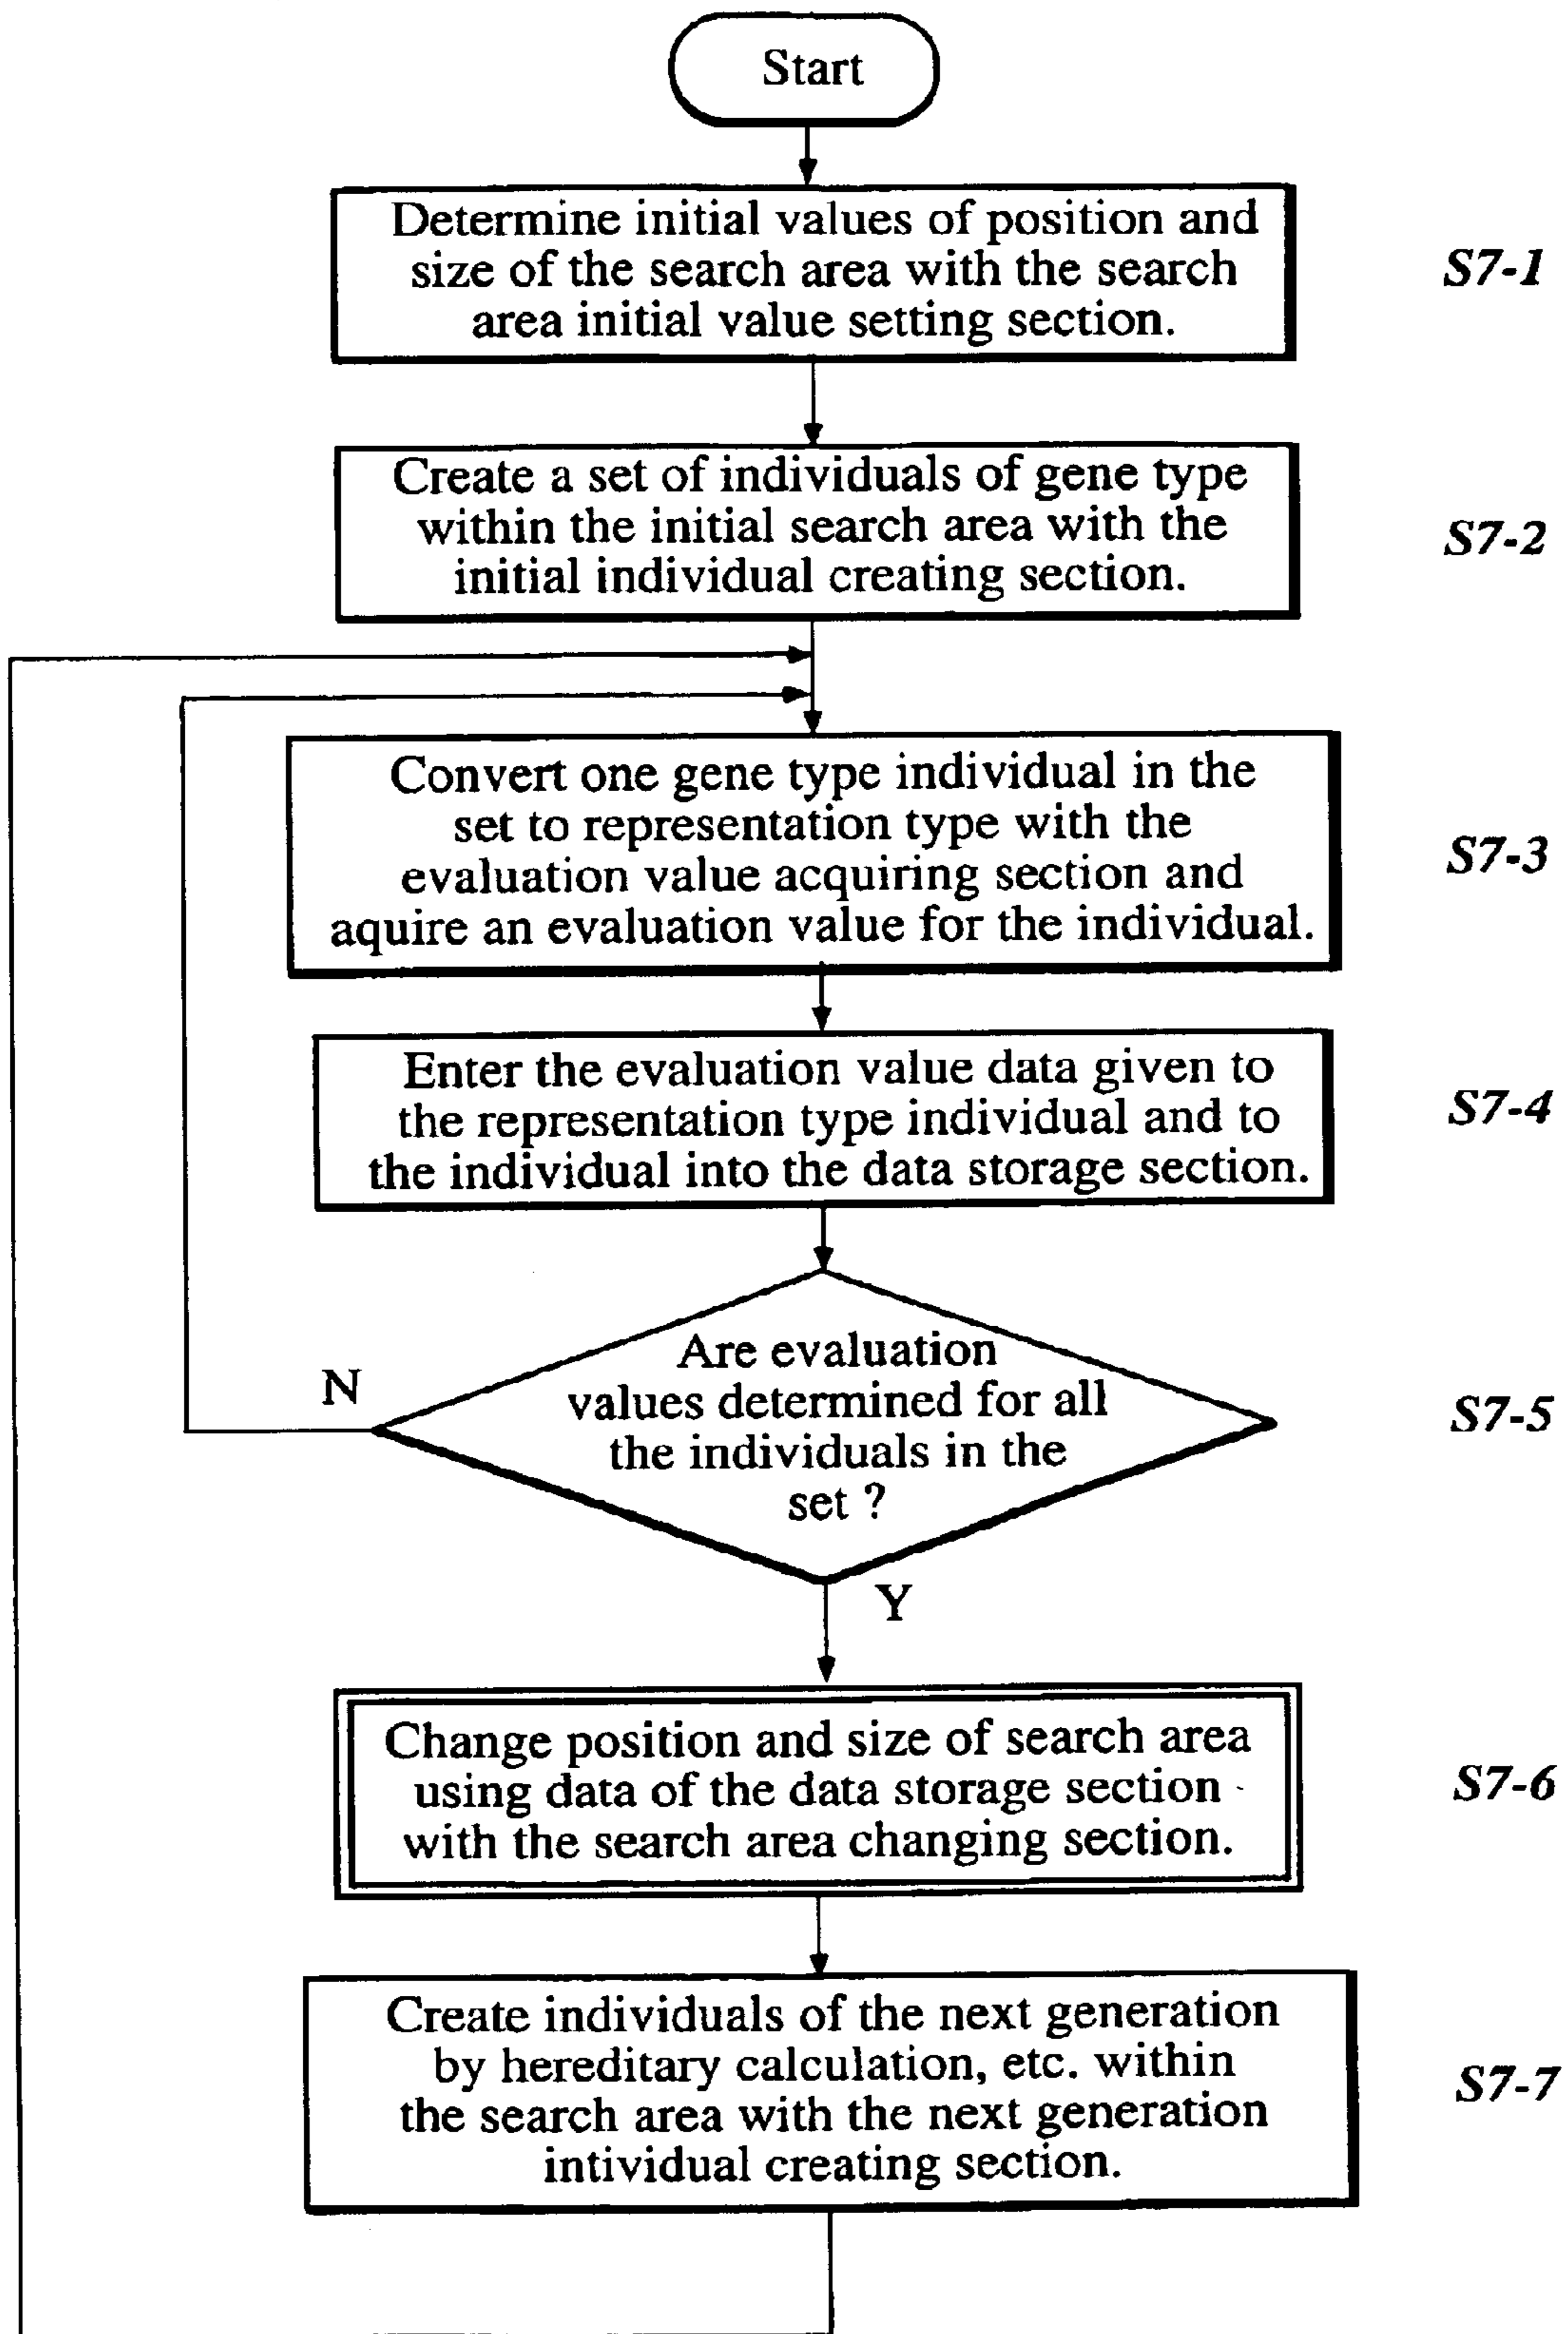 Start
Determine initial values of position and
size of the search area with the search
area initial value setting section.
S7-1
Create a set of individuals of gene type
within the initial search area with the
initial individual creating section.
S7-2
Convert one gene type individual in the
set to representation type with the
evaluation value acquiring section and
aquire an evaluation value for the individual.
S7-3
Enter the evaluation value data given to
the representation type individual and to
the individual into the data storage section.
S7-4
Are evaluation
values determined for all
the individuals in the
set ?
N
S7-5
Y
Change position and size of search area
using data of the data storage section
with the search area changing section.
S7-6
Create individuals of the next generation
by hereditary calculation, etc. within
the search area with the next generation
intividual creating section.
S7-7